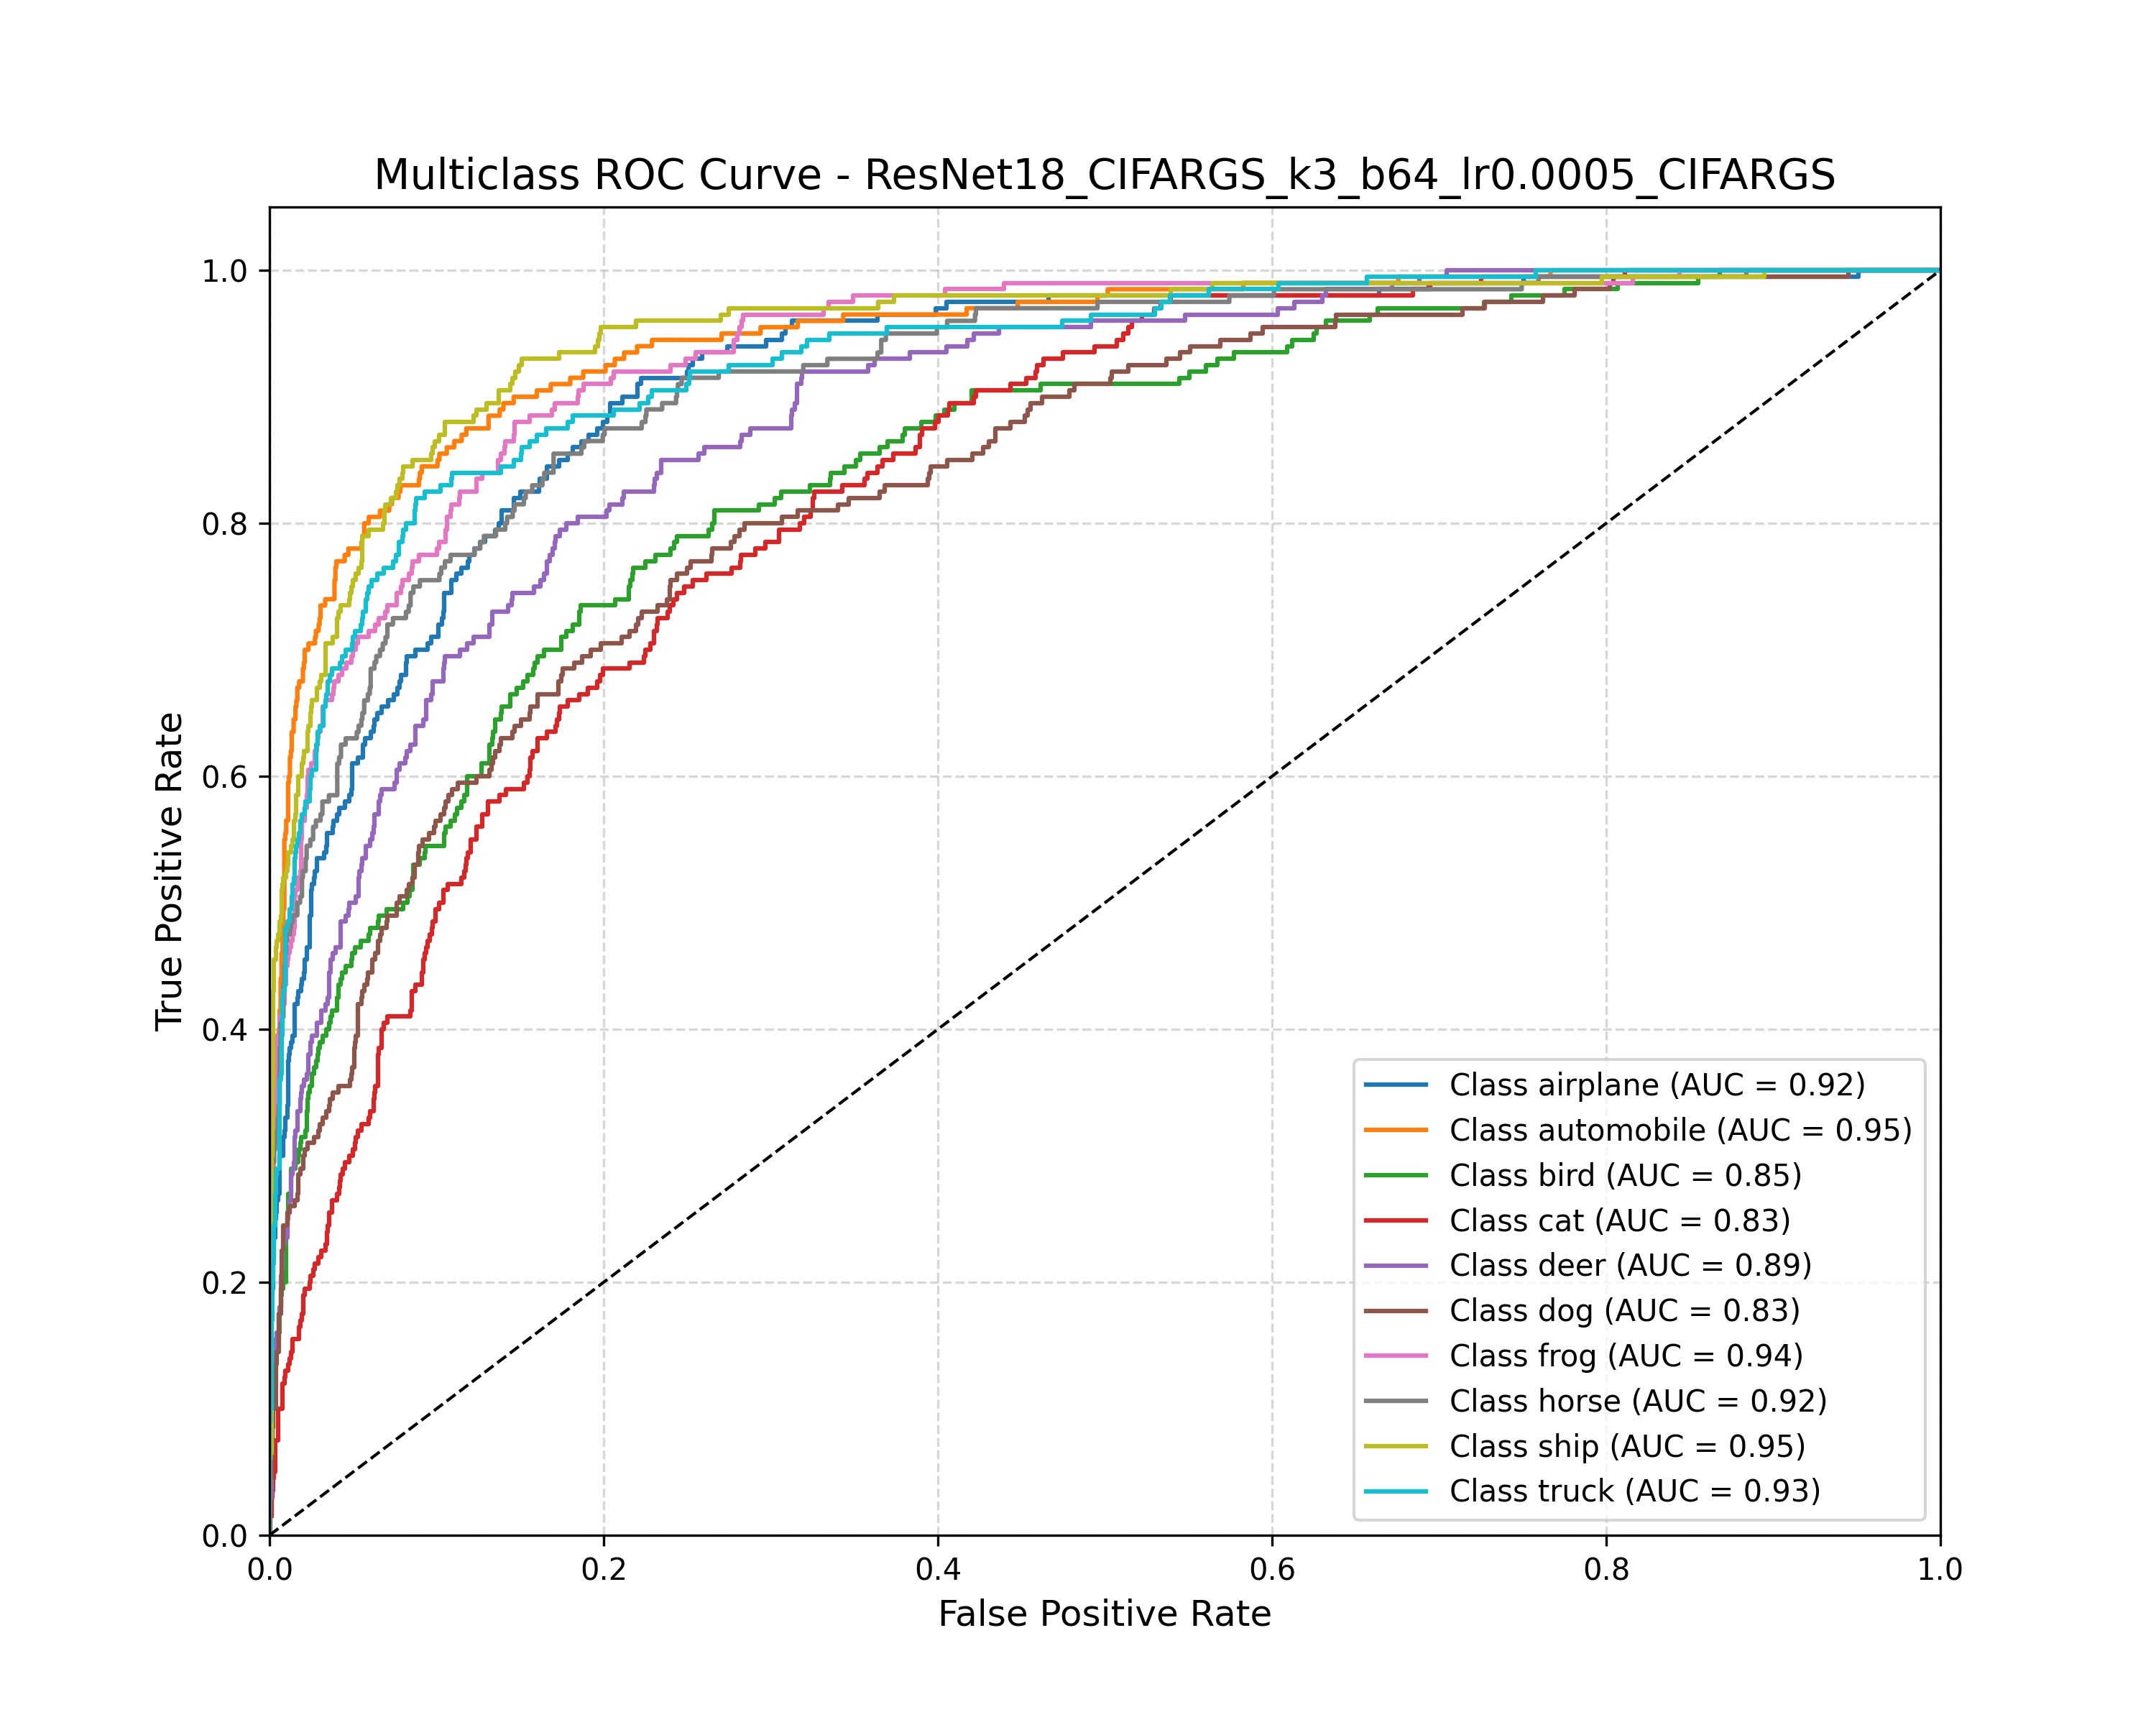 Multiclass ROC Curve - ResNet18_CIFARGS_k3_b64_lr0.0005_CIFARGS
1.0
0.8
0.6
0.4
0.2
0.0
True Positive Rate
Class airplane (AUC = 0.92)
Class automobile (AUC = 0.95)
Class bird (AUC = 0.85)
Class cat (AUC = 0.83)
Class deer (AUC = 0.89)
Class dog (AUC = 0.83)
Class frog (AUC = 0.94)
Class horse (AUC = 0.92)
Class ship (AUC = 0.95)
Class truck (AUC = 0.93)
0.0 0.2 0.4 0.6 0.8 1.0
False Positive Rate